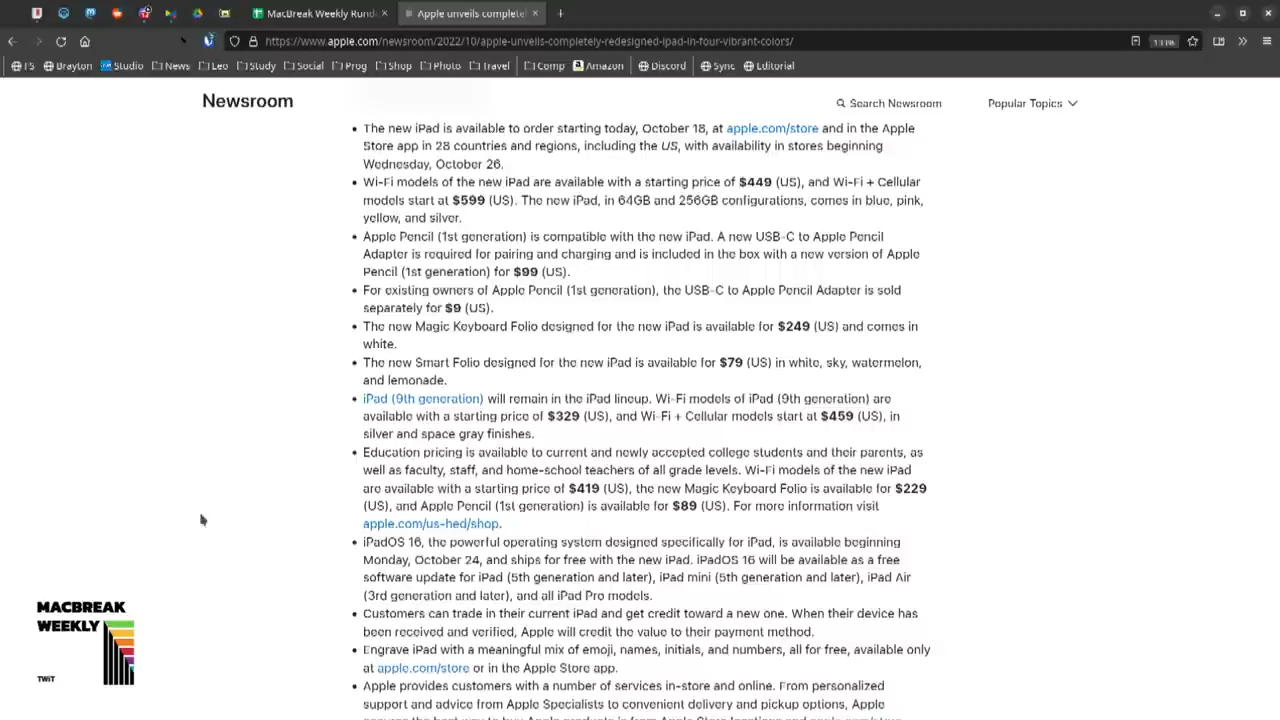 MacBreak Weekly Rund
Apple unveils complete
https://www.apple.com/newsroom/2022/10/apple-unveils-completely-redesigned-ipad-in-four-vibrant-colors/
TS Brayton Studio News Leo Study Social Prog Shop Photo Travel Comp Amazon Discord Sync Editorial
Newsroom
Search Newsroom
Popular Topics
• The new iPad is available to order starting today, October 18, at apple.com/store and in the Apple
Store app in 28 countries and regions, including the US, with availability in stores beginning
Wednesday, October 26.
• Wi-Fi models of the new iPad are available with a starting price of $449 (US), and Wi-Fi + Cellular
models start at $599 (US). The new iPad, in 64GB and 256GB configurations, comes in blue, pink,
yellow, and silver.
• Apple Pencil (1st generation) is compatible with the new iPad. A new USB-C to Apple Pencil
Adapter is required for pairing and charging and is included in the box with a new version of Apple
Pencil (1st generation) for $99 (US).
• For existing owners of Apple Pencil (1st generation), the USB-C to Apple Pencil Adapter is sold
separately for $9 (US).
• The new Magic Keyboard Folio designed for the new iPad is available for $249 (US) and comes in
white.
• The new Smart Folio designed for the new iPad is available for $79 (US) in white, sky, watermelon,
and lemonade.
• iPad (9th generation) will remain in the iPad lineup. Wi-Fi models of iPad (9th generation) are
available with a starting price of $329 (US), and Wi-Fi + Cellular models start at $459 (US), in
silver and space gray finishes.
• Education pricing is available to current and newly accepted college students and their parents, as
well as faculty, staff, and home-school teachers of all grade levels. Wi-Fi models of the new iPad
are available with a starting price of $419 (US), the new Magic Keyboard Folio is available for $229
(US), and Apple Pencil (1st generation) is available for $89 (US). For more information visit
apple.com/us-hed/shop.
• iPadOS 16, the powerful operating system designed specifically for iPad, is available beginning
Monday, October 24, and ships for free with the new iPad. iPadOS 16 will be available as a free
software update for iPad (5th generation and later), iPad mini (5th generation and later), iPad Air
(3rd generation and later), and all iPad Pro models.
• Customers can trade in their current iPad and get credit toward a new one. When their device has
been received and verified, Apple will credit the value to their payment method.
• Engrave iPad with a meaningful mix of emoji, names, initials, and numbers, all for free, available only
at apple.com/store or in the Apple Store app.
• Apple provides customers with a number of services in-store and online. From personalized
support and advice from Apple Specialists to convenient delivery and pickup options, Apple
MACBREAK
WEEKLY
TWiT